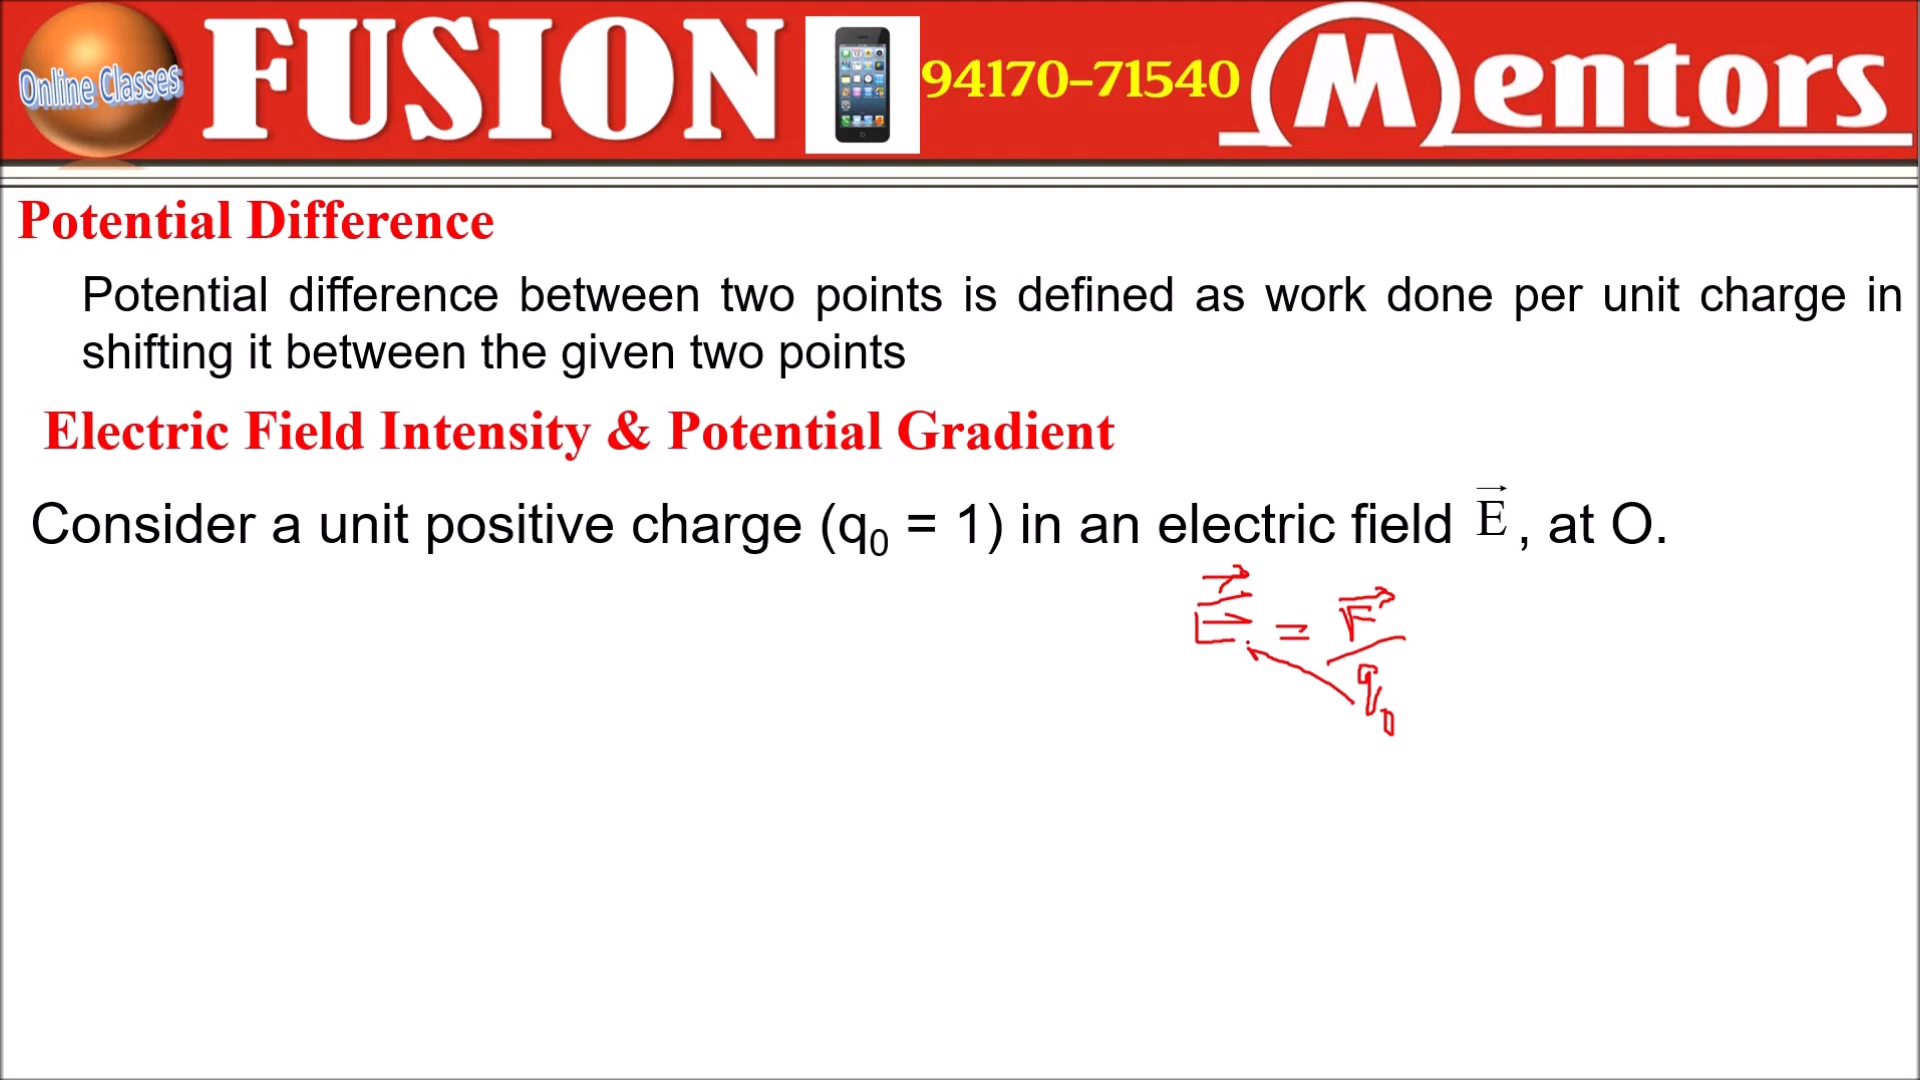 Online Classes FUSION 94170-71540 Mentors
Potential Difference
Potential difference between two points is defined as work done per unit charge in
shifting it between the given two points
Electric Field Intensity & Potential Gradient
Consider a unit positive charge (q₀ = 1) in an electric field E⃗ , at O.
E⃗ = F⃗
q₀